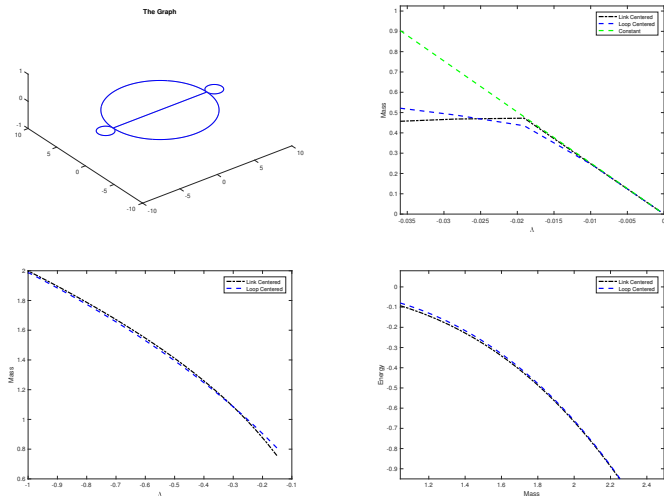 The Graph
1
0
-1
10
5
0
-5
-10
-10
-5
0
5
10
Link Centered
Loop Centered
Constant
Mass
1
0.9
0.8
0.7
0.6
0.5
0.4
0.3
0.2
0.1
0
-0.035 -0.03 -0.025 -0.02 -0.015 -0.01 -0.005 0
Λ
Link Centered
Loop Centered
Mass
2
1.8
1.6
1.4
1.2
1
0.8
0.6
-1 -0.9 -0.8 -0.7 -0.6 -0.5 -0.4 -0.3 -0.2 -0.1
Λ
Link Centered
Loop Centered
Energy
0
-0.1
-0.2
-0.3
-0.4
-0.5
-0.6
-0.7
-0.8
-0.9
1.2 1.4 1.6 1.8 2 2.2 2.4
Mass